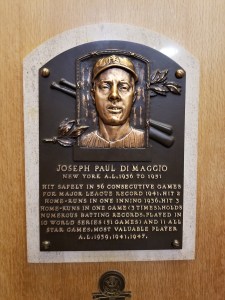 JOSEPH PAUL DI MAGGIO
NEW YORK A.L. 1936 TO 1951
HIT SAFELY IN 56 CONSECUTIVE GAMES
FOR MAJOR LEAGUE RECORD 1941. HIT 2
HOME-RUNS IN ONE INNING 1936. HIT 3
HOME-RUNS IN ONE GAME (3 TIMES). HOLDS
NUMEROUS BATTING RECORDS. PLAYED IN
10 WORLD SERIES (51 GAMES) AND 11 ALL
STAR GAMES. MOST VALUABLE PLAYER
A.L. 1939, 1941, 1947.